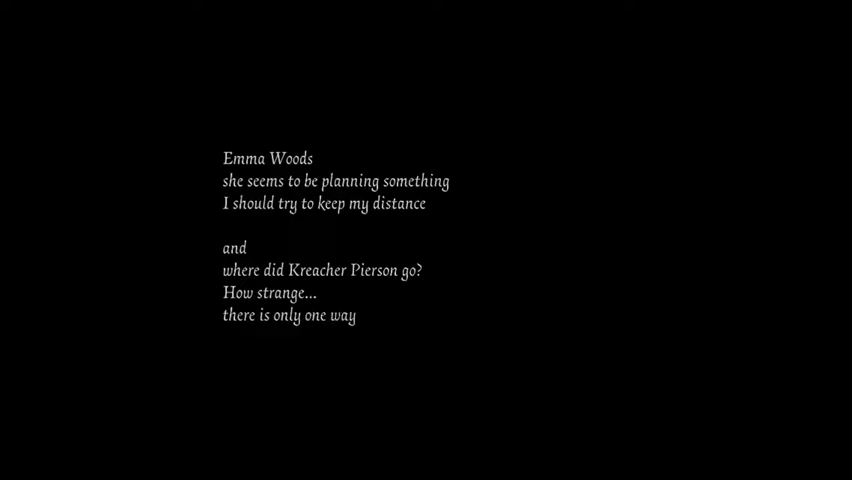 Emma Woods
she seems to be planning something
I should try to keep my distance
and
where did Kreacher Pierson go?
How strange...
there is only one way